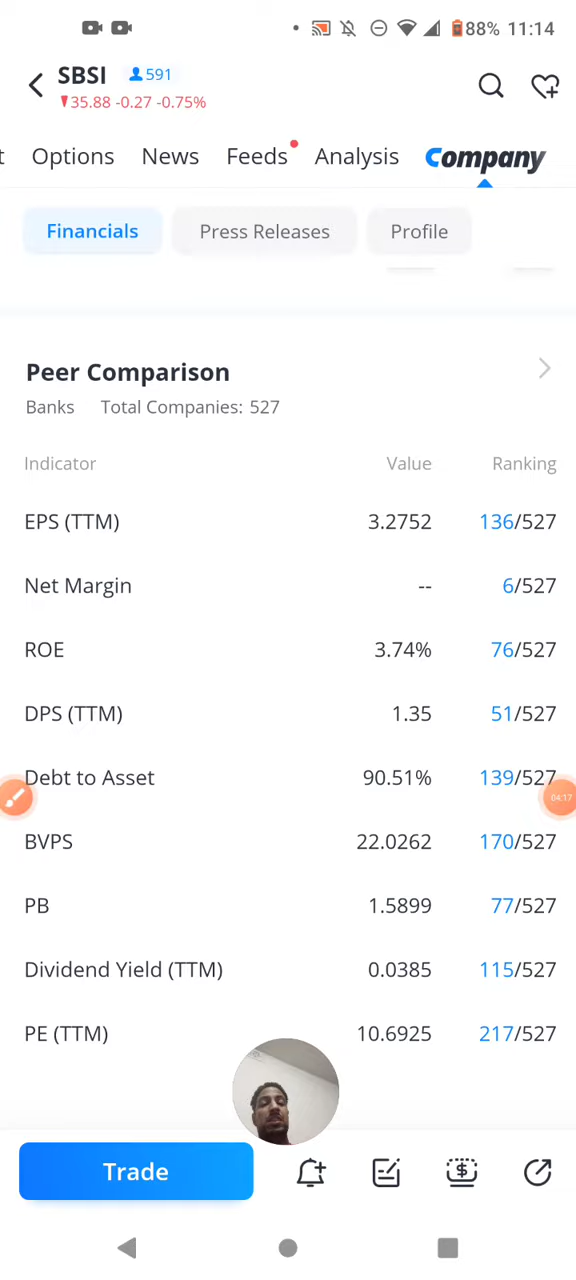 88% 11:14
SBSI 591
35.88 -0.27 -0.75%
t Options News Feeds Analysis Company
Financials Press Releases Profile
Peer Comparison
Banks Total Companies: 527
Indicator Value Ranking
EPS (TTM) 3.2752 136/527
Net Margin -- 6/527
ROE 3.74% 76/527
DPS (TTM) 1.35 51/527
Debt to Asset 90.51% 139/527
04:17
BVPS 22.0262 170/527
PB 1.5899 77/527
Dividend Yield (TTM) 0.0385 115/527
PE (TTM) 10.6925 217/527
Trade